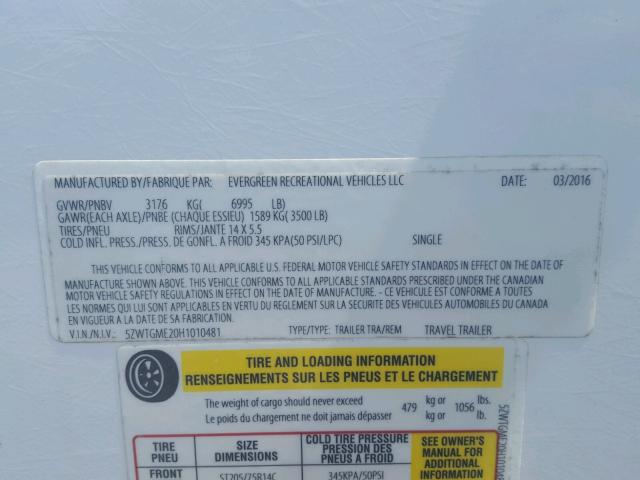 MANUFACTURED BY/FABRIQUE PAR: EVERGREEN RECREATIONAL VEHICLES LLC DATE: 03/2016
GVWR/PNBV 3176 KG( 6995 LB)
GAWR(EACH AXLE)/PNBE (CHAQUE ESSIEU) 1589 KG( 3500 LB)
TIRES/PNEU RIMS/JANTE 14 X 5.5
COLD INFL. PRESS./PRESS. DE GONFL. A FROID 345 KPA(50 PSI/LPC) SINGLE
THIS VEHICLE CONFORMS TO ALL APPLICABLE U.S. FEDERAL MOTOR VEHICLE SAFETY STANDARDS IN EFFECT ON THE DATE OF
MANUFACTURE SHOWN ABOVE. / THIS VEHICLE CONFORMS TO ALL APPLICABLE STANDARDS PRESCRIBED UNDER THE CANADIAN
MOTOR VEHICLE SAFETY REGULATIONS IN EFFECT ON THE DATE OF MANUFACTURE. - CE VEHICULE EST CONFORME A TOUTES
LES NORMES QUI LUI SONT APPLICABLES EN VERTU DU REGLEMENT SUR LA SECURITE DES VEHICULES AUTOMOBILES DU CANADA
EN VIGUEUR A LA DATE DE SA FABRICATION.
V.I.N./N.I.V.: 5ZWTGME20H1010481 TYPE/TYPE: TRAILER TRA/REM TRAVEL TRAILER
TIRE AND LOADING INFORMATION
RENSEIGNEMENTS SUR LES PNEUS ET LE CHARGEMENT
The weight of cargo should never exceed
Le poids du chargement ne doit jamais dépasser 479 kg or kg ou 1056 lbs. lb.
TIRE PNEU SIZE DIMENSIONS COLD TIRE PRESSURE PRESSION DES PNEU A FROID SEE OWNER'S MANUAL FOR ADDITIONAL INFORMATION
FRONT ST205/75R14C 345KPA/50PSI